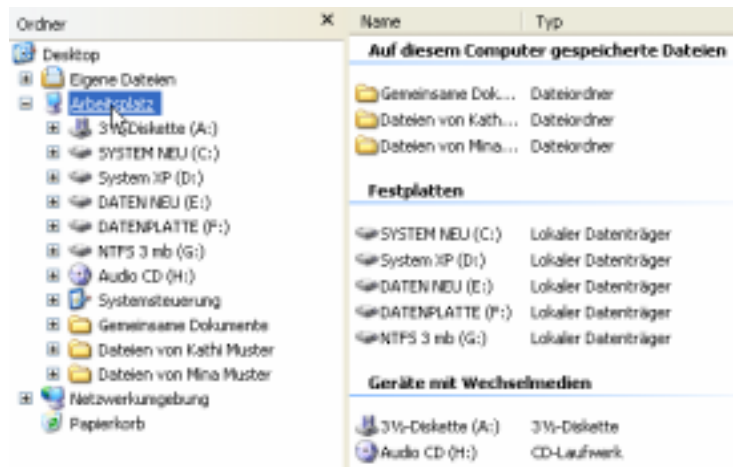 Ordner
Desktop
Eigene Dateien
Arbeitsplatz
3½-Diskette (A:)
SYSTEM NEU (C:)
System XP (D:)
DATEN NEU (E:)
DATENPLATTE (F:)
NTFS 3 mb (G:)
Audio CD (H:)
Systemsteuerung
Gemeinsame Dokumente
Dateien von Kathi Muster
Dateien von Mina Muster
Netzwerkumgebung
Papierkorb
Name Typ
Auf diesem Computer gespeicherte Dateien
Gemeinsame Dok... Dateiordner
Dateien von Kath... Dateiordner
Dateien von Mina... Dateiordner
Festplatten
SYSTEM NEU (C:) Lokaler Datenträger
System XP (D:) Lokaler Datenträger
DATEN NEU (E:) Lokaler Datenträger
DATENPLATTE (F:) Lokaler Datenträger
NTFS 3 mb (G:) Lokaler Datenträger
Geräte mit Wechselmedien
3½-Diskette (A:) 3½-Diskette
Audio CD (H:) CD-Laufwerk